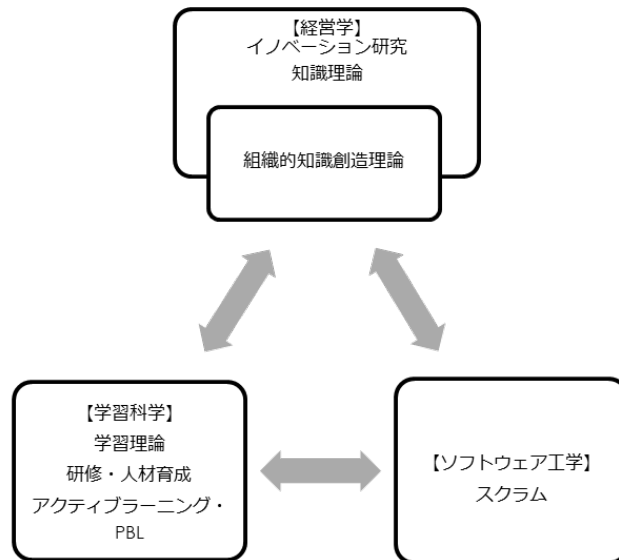 【経営学】
イノベーション研究
知識理論
組織的知識創造理論
【学習科学】
学習理論
研修・人材育成
アクティブラーニング・
PBL
【ソフトウェア工学】
スクラム